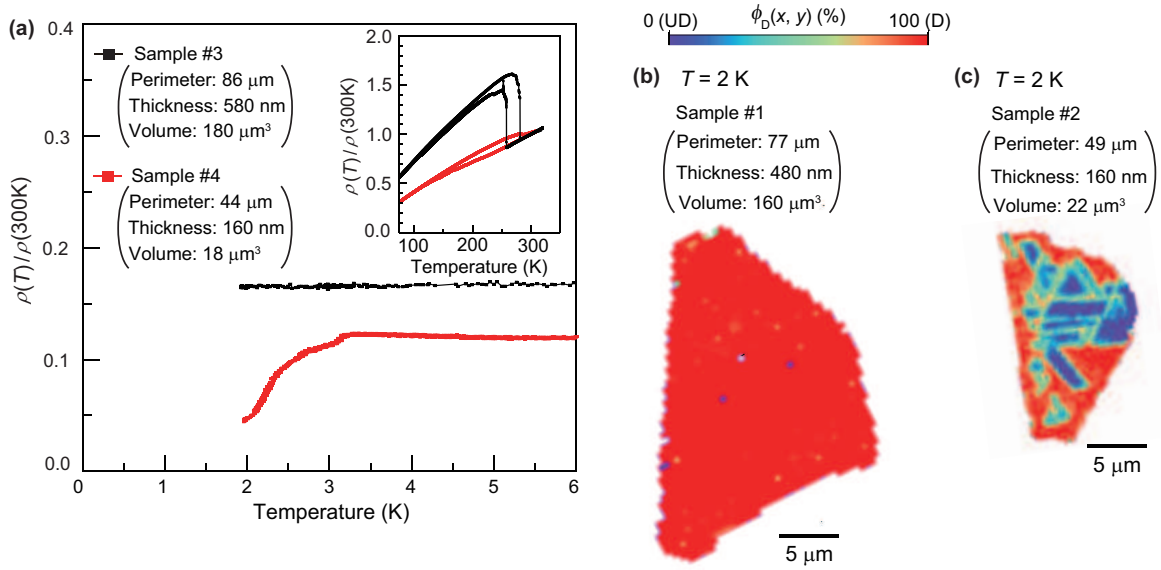 (a)
0.4
0.3
0.2
0.1
0.0
ρ(T)/ρ(300K)
0
1
2
3
4
5
6
Temperature (K)
Sample #3
Perimeter: 86 μm
Thickness: 580 nm
Volume: 180 μm³
Sample #4
Perimeter: 44 μm
Thickness: 160 nm
Volume: 18 μm³
2.0
1.5
1.0
0.5
0.0
ρ(T)/ρ(300K)
100
200
300
Temperature (K)
0 (UD)
ϕD(x, y) (%)
100 (D)
(b)
T = 2 K
Sample #1
Perimeter: 77 μm
Thickness: 480 nm
Volume: 160 μm³
5 μm
(c)
T = 2 K
Sample #2
Perimeter: 49 μm
Thickness: 160 nm
Volume: 22 μm³
5 μm